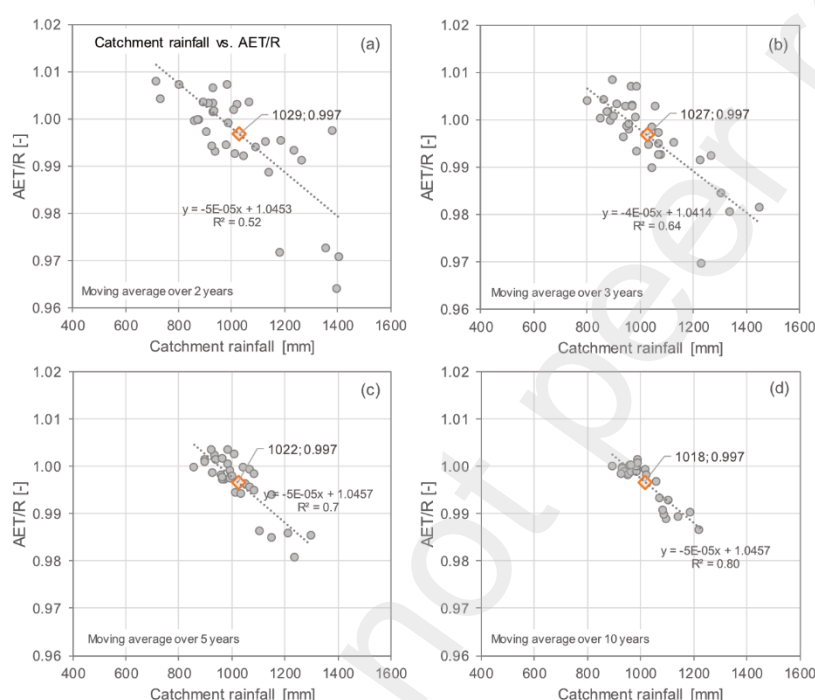 Catchment rainfall vs. AET/R
(a)
1.02
1.01
1.00
0.99
0.98
0.97
0.96
AET/R [-]
1029; 0.997
y = -5E-05x + 1.0453
R² = 0.52
Moving average over 2 years
400 600 800 1000 1200 1400 1600
Catchment rainfall [mm]
(b)
1.02
1.01
1.00
0.99
0.98
0.97
0.96
AET/R [-]
1027; 0.997
y = -4E-05x + 1.0414
R² = 0.64
Moving average over 3 years
400 600 800 1000 1200 1400 1600
Catchment rainfall [mm]
(c)
1.02
1.01
1.00
0.99
0.98
0.97
0.96
AET/R [-]
1022; 0.997
y = -5E-05x + 1.0457
R² = 0.7
Moving average over 5 years
400 600 800 1000 1200 1400 1600
Catchment rainfall [mm]
(d)
1.02
1.01
1.00
0.99
0.98
0.97
0.96
AET/R [-]
1018; 0.997
y = -5E-05x + 1.0457
R² = 0.80
Moving average over 10 years
400 600 800 1000 1200 1400 1600
Catchment rainfall [mm]
not peer r